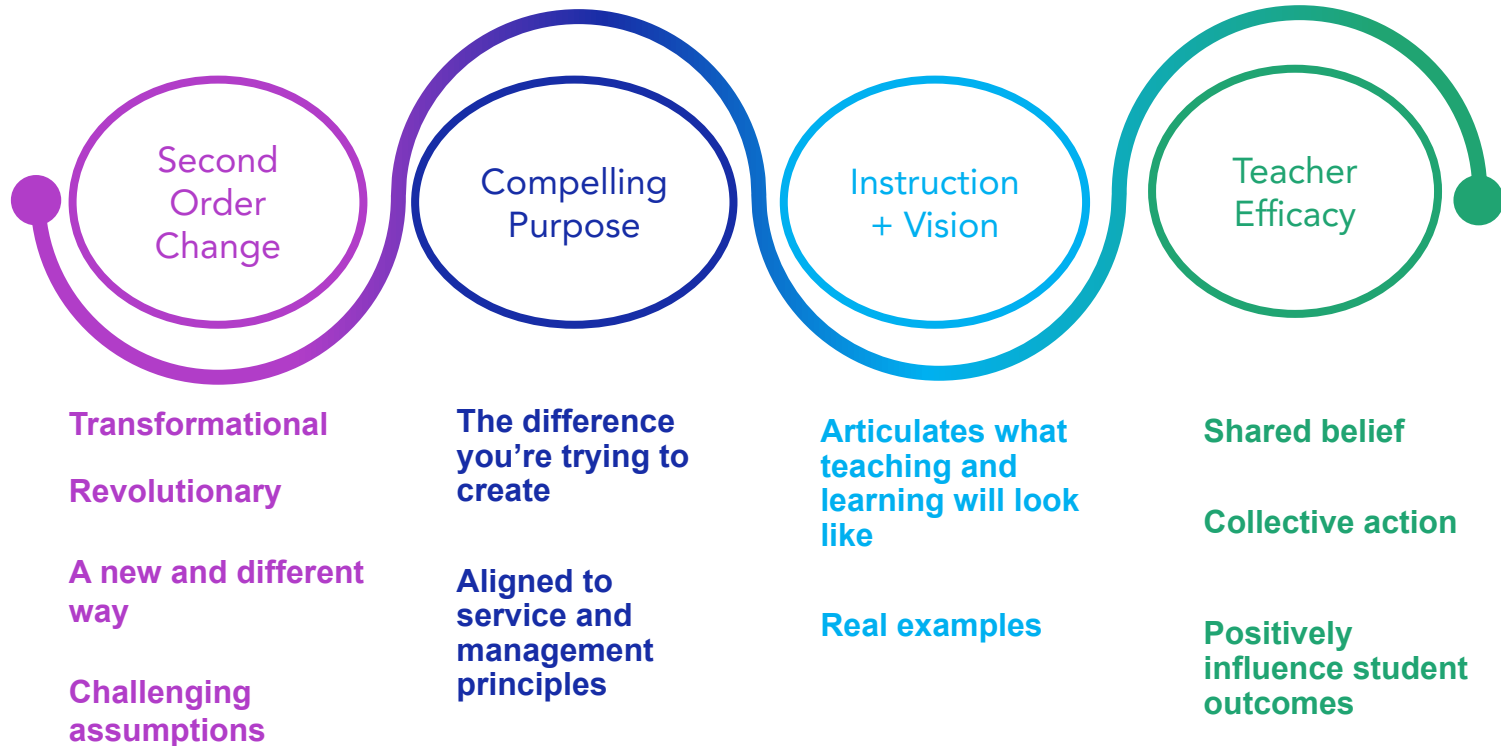 Second
Order
Change
Compelling
Purpose
Instruction
+ Vision
Teacher
Efficacy
Transformational
Revolutionary
A new and different
way
Challenging
assumptions
The difference
you’re trying to
create
Aligned to
service and
management
principles
Articulates what
teaching and
learning will look
like
Real examples
Shared belief
Collective action
Positively
influence student
outcomes